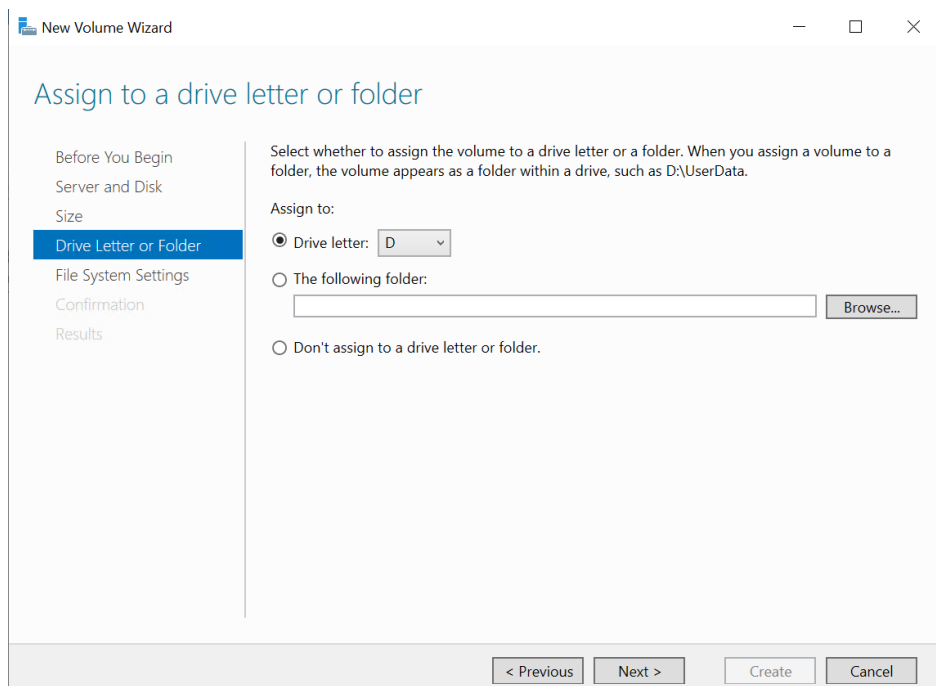 New Volume Wizard
Assign to a drive letter or folder
Before You Begin
Server and Disk
Size
Drive Letter or Folder
File System Settings
Confirmation
Results
Select whether to assign the volume to a drive letter or a folder. When you assign a volume to a
folder, the volume appears as a folder within a drive, such as D:\UserData.
Assign to:
Drive letter: D
The following folder:
Browse...
Don't assign to a drive letter or folder.
< Previous Next > Create Cancel